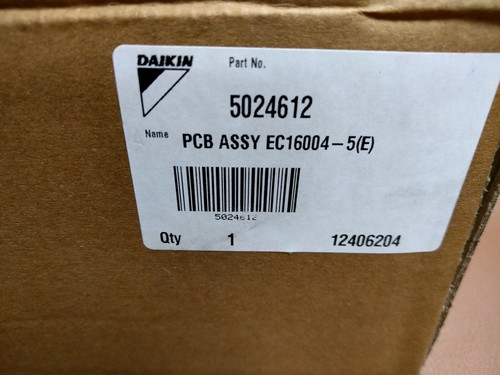 DAIKIN Part No.
5024612
Name PCB ASSY EC16004-5(E)
5024612
Qty 1 12406204